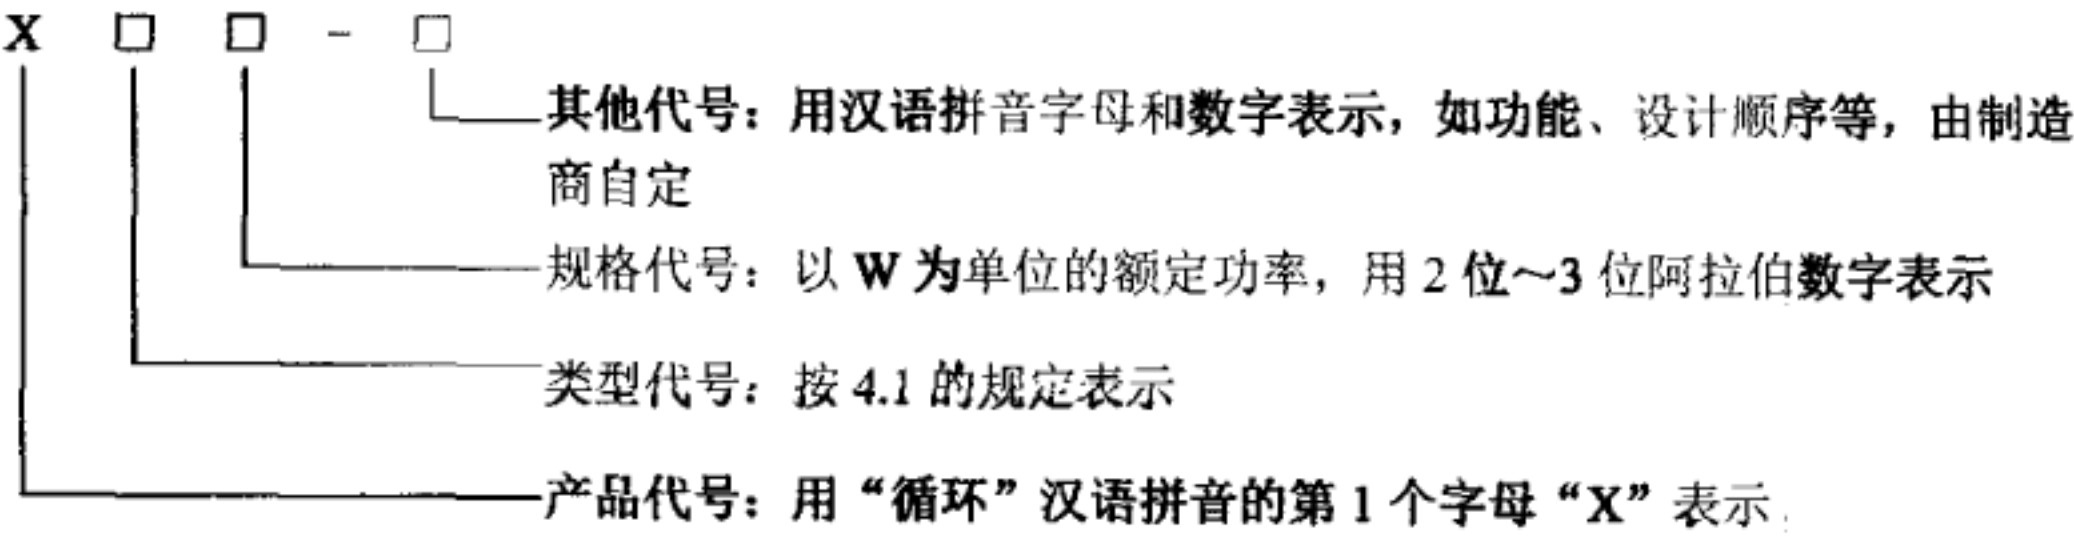 X □ □ - □
其他代号：用汉语拼音字母和数字表示，如功能、设计顺序等，由制造
商自定
规格代号：以 W 为单位的额定功率，用 2 位～3 位阿拉伯数字表示
类型代号：按 4.1 的规定表示
产品代号：用“循环”汉语拼音的第 1 个字母“X”表示